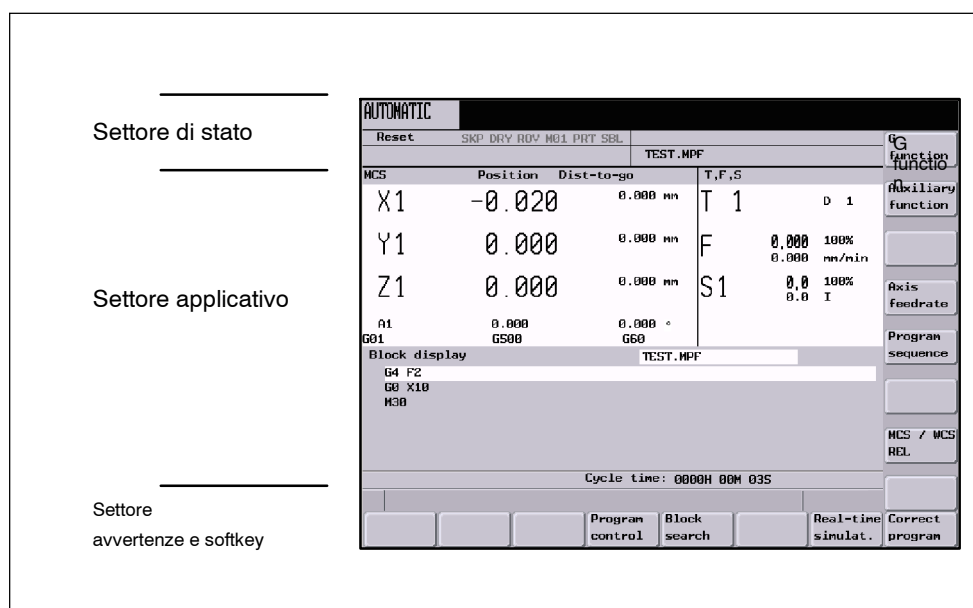 Settore di stato
Settore applicativo
Settore
avvertenze e softkey
AUTOMATIC
Reset SKP DRY ROV M01 PRT SBL
TEST.MPF
MCS Position Dist-to-go T,F,S
X1 -0.020 0.000 mm T 1 D 1
Y1 0.000 0.000 mm F 0,000 100%
0.000 mm/min
Z1 0.000 0.000 mm S1 0,0 100%
0.0 I
A1 0.000 0.000 °
G01 G500 G60
Block display TEST.MPF
G4 F2
G0 X10
M30
Cycle time: 0000H 00M 03S
G
function
G
functio
n
Auxiliary
function
Axis
feedrate
Program
sequence
MCS / WCS
REL
Program
control
Block
search
Real-time
simulat.
Correct
program